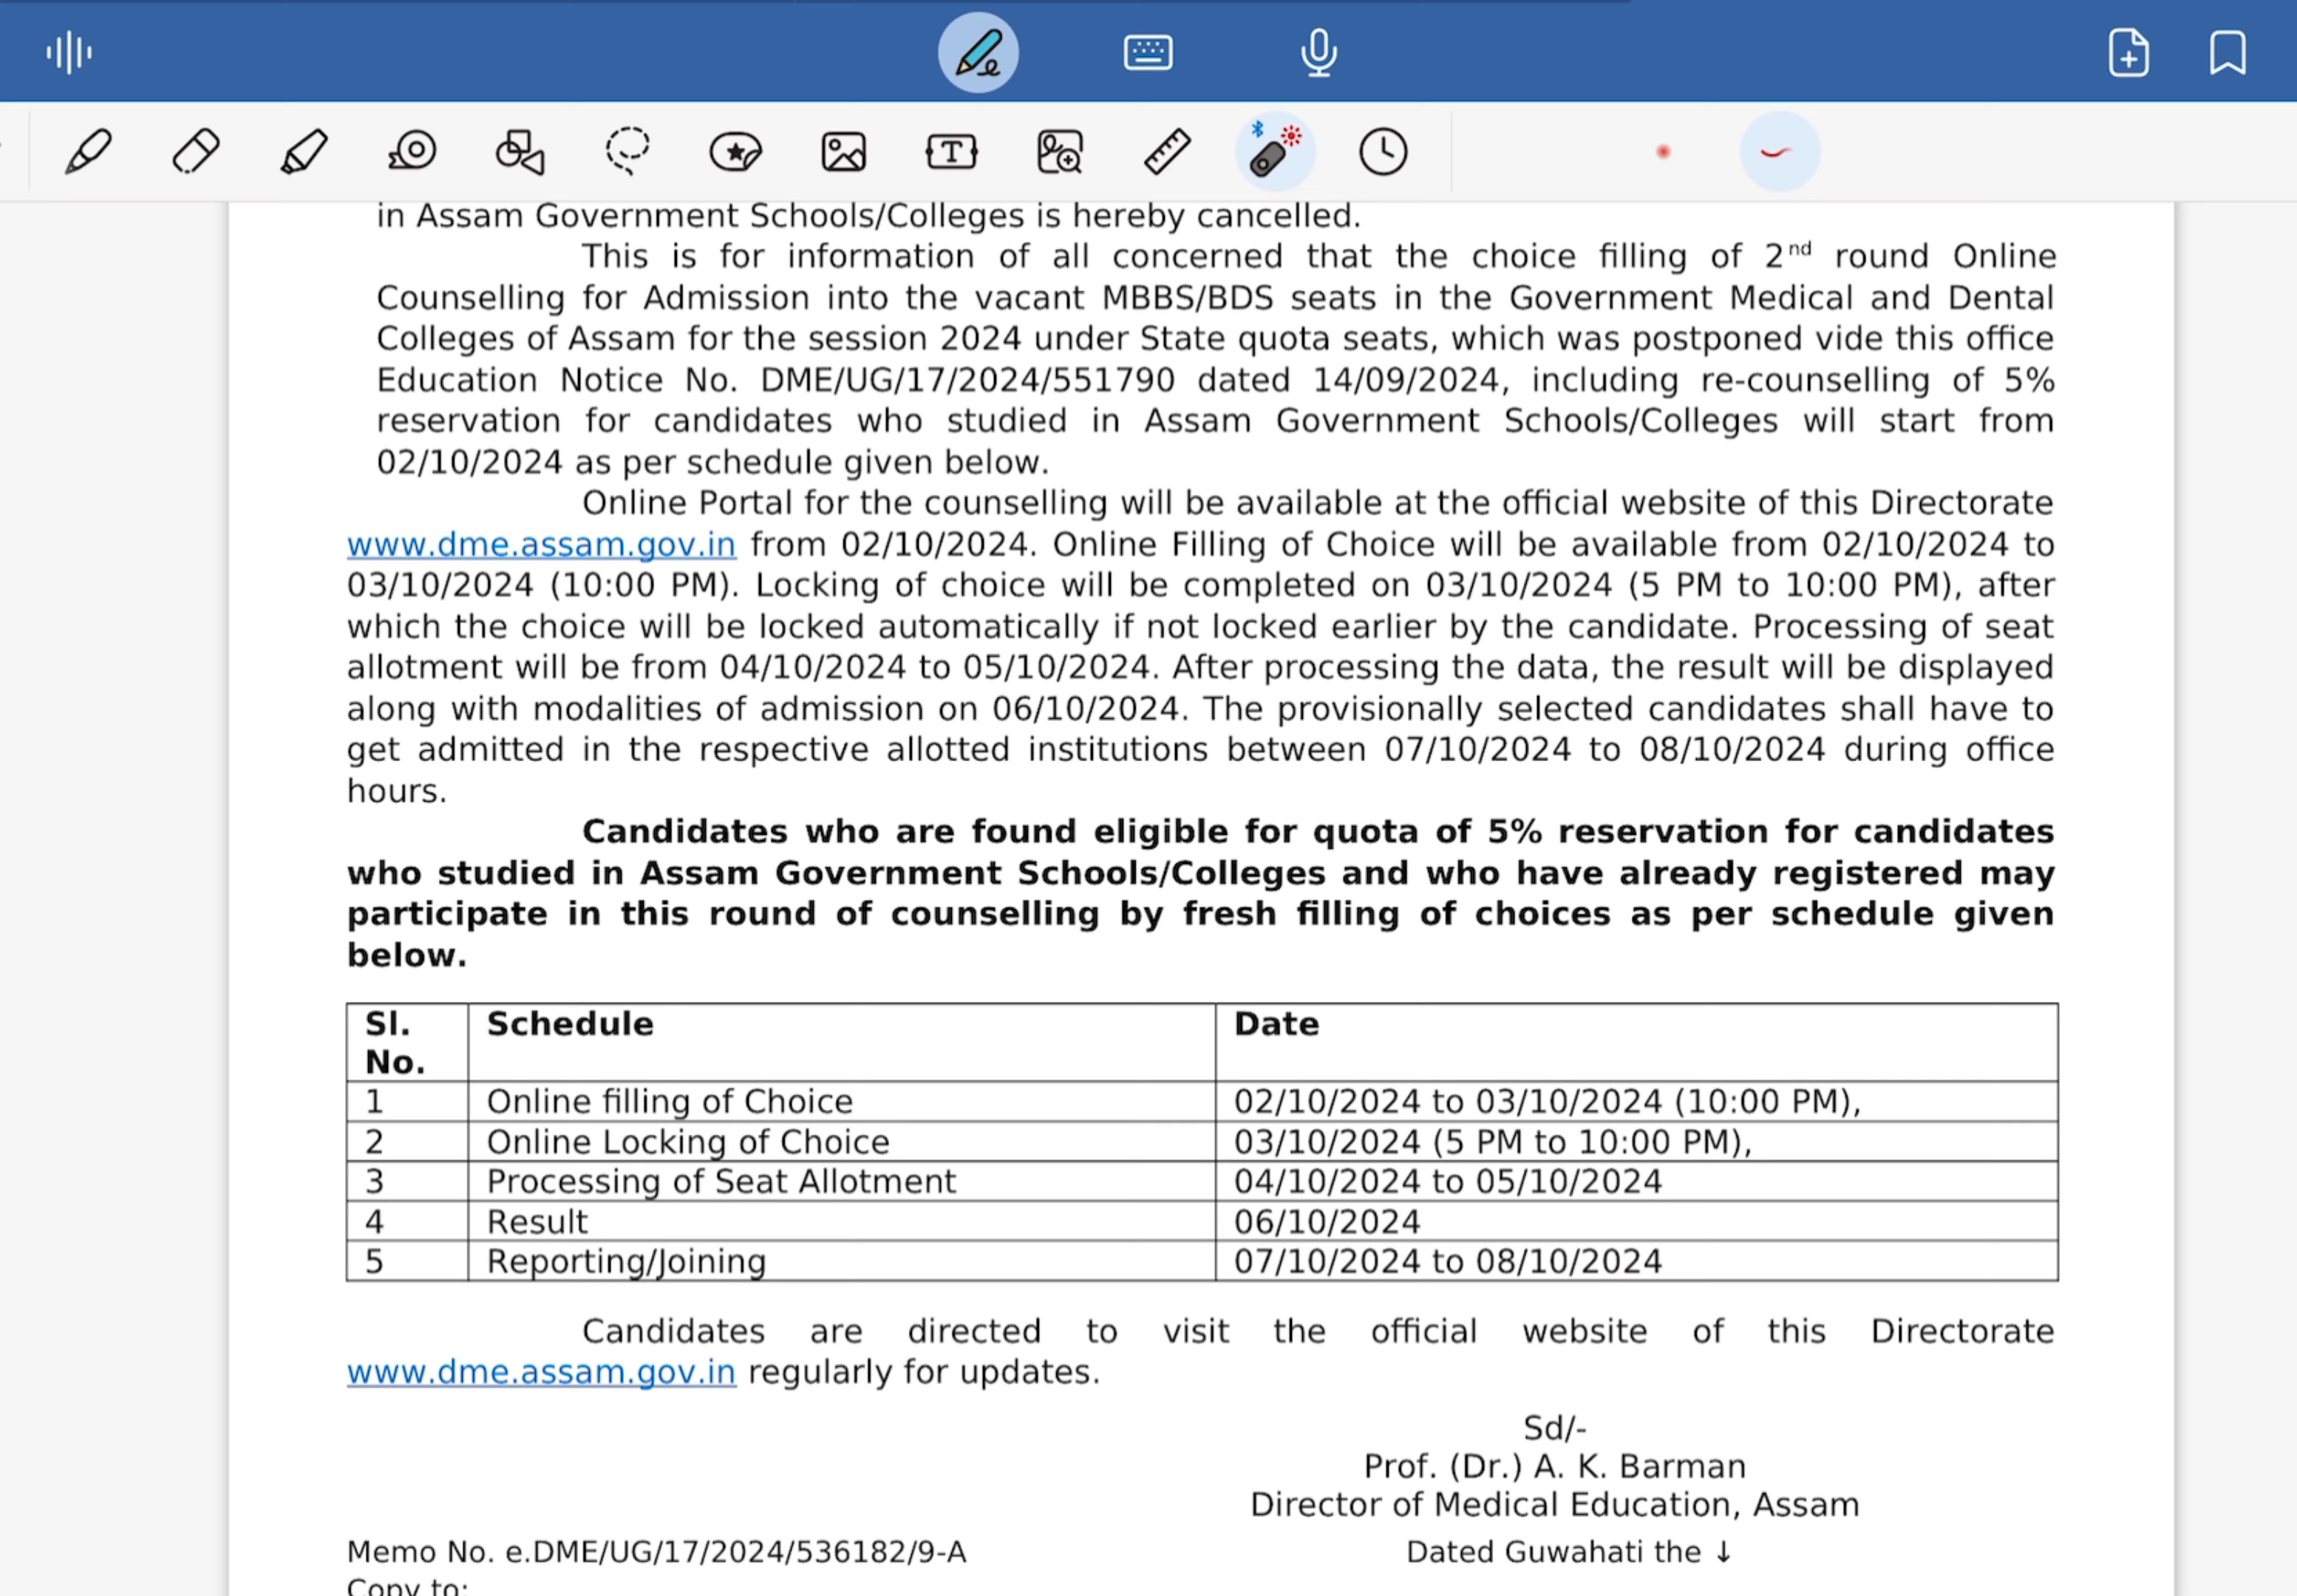 in Assam Government Schools/Colleges is hereby cancelled.
This is for information of all concerned that the choice filling of 2nd round Online
Counselling for Admission into the vacant MBBS/BDS seats in the Government Medical and Dental
Colleges of Assam for the session 2024 under State quota seats, which was postponed vide this office
Education Notice No. DME/UG/17/2024/551790 dated 14/09/2024, including re-counselling of 5%
reservation for candidates who studied in Assam Government Schools/Colleges will start from
02/10/2024 as per schedule given below.
Online Portal for the counselling will be available at the official website of this Directorate
www.dme.assam.gov.in from 02/10/2024. Online Filling of Choice will be available from 02/10/2024 to
03/10/2024 (10:00 PM). Locking of choice will be completed on 03/10/2024 (5 PM to 10:00 PM), after
which the choice will be locked automatically if not locked earlier by the candidate. Processing of seat
allotment will be from 04/10/2024 to 05/10/2024. After processing the data, the result will be displayed
along with modalities of admission on 06/10/2024. The provisionally selected candidates shall have to
get admitted in the respective allotted institutions between 07/10/2024 to 08/10/2024 during office
hours.
Candidates who are found eligible for quota of 5% reservation for candidates
who studied in Assam Government Schools/Colleges and who have already registered may
participate in this round of counselling by fresh filling of choices as per schedule given
below.
Sl. No. Schedule Date
1 Online filling of Choice 02/10/2024 to 03/10/2024 (10:00 PM),
2 Online Locking of Choice 03/10/2024 (5 PM to 10:00 PM),
3 Processing of Seat Allotment 04/10/2024 to 05/10/2024
4 Result 06/10/2024
5 Reporting/Joining 07/10/2024 to 08/10/2024
Candidates are directed to visit the official website of this Directorate
www.dme.assam.gov.in regularly for updates.
Sd/-
Prof. (Dr.) A. K. Barman
Director of Medical Education, Assam
Memo No. e.DME/UG/17/2024/536182/9-A Dated Guwahati the ↓
Copy to: